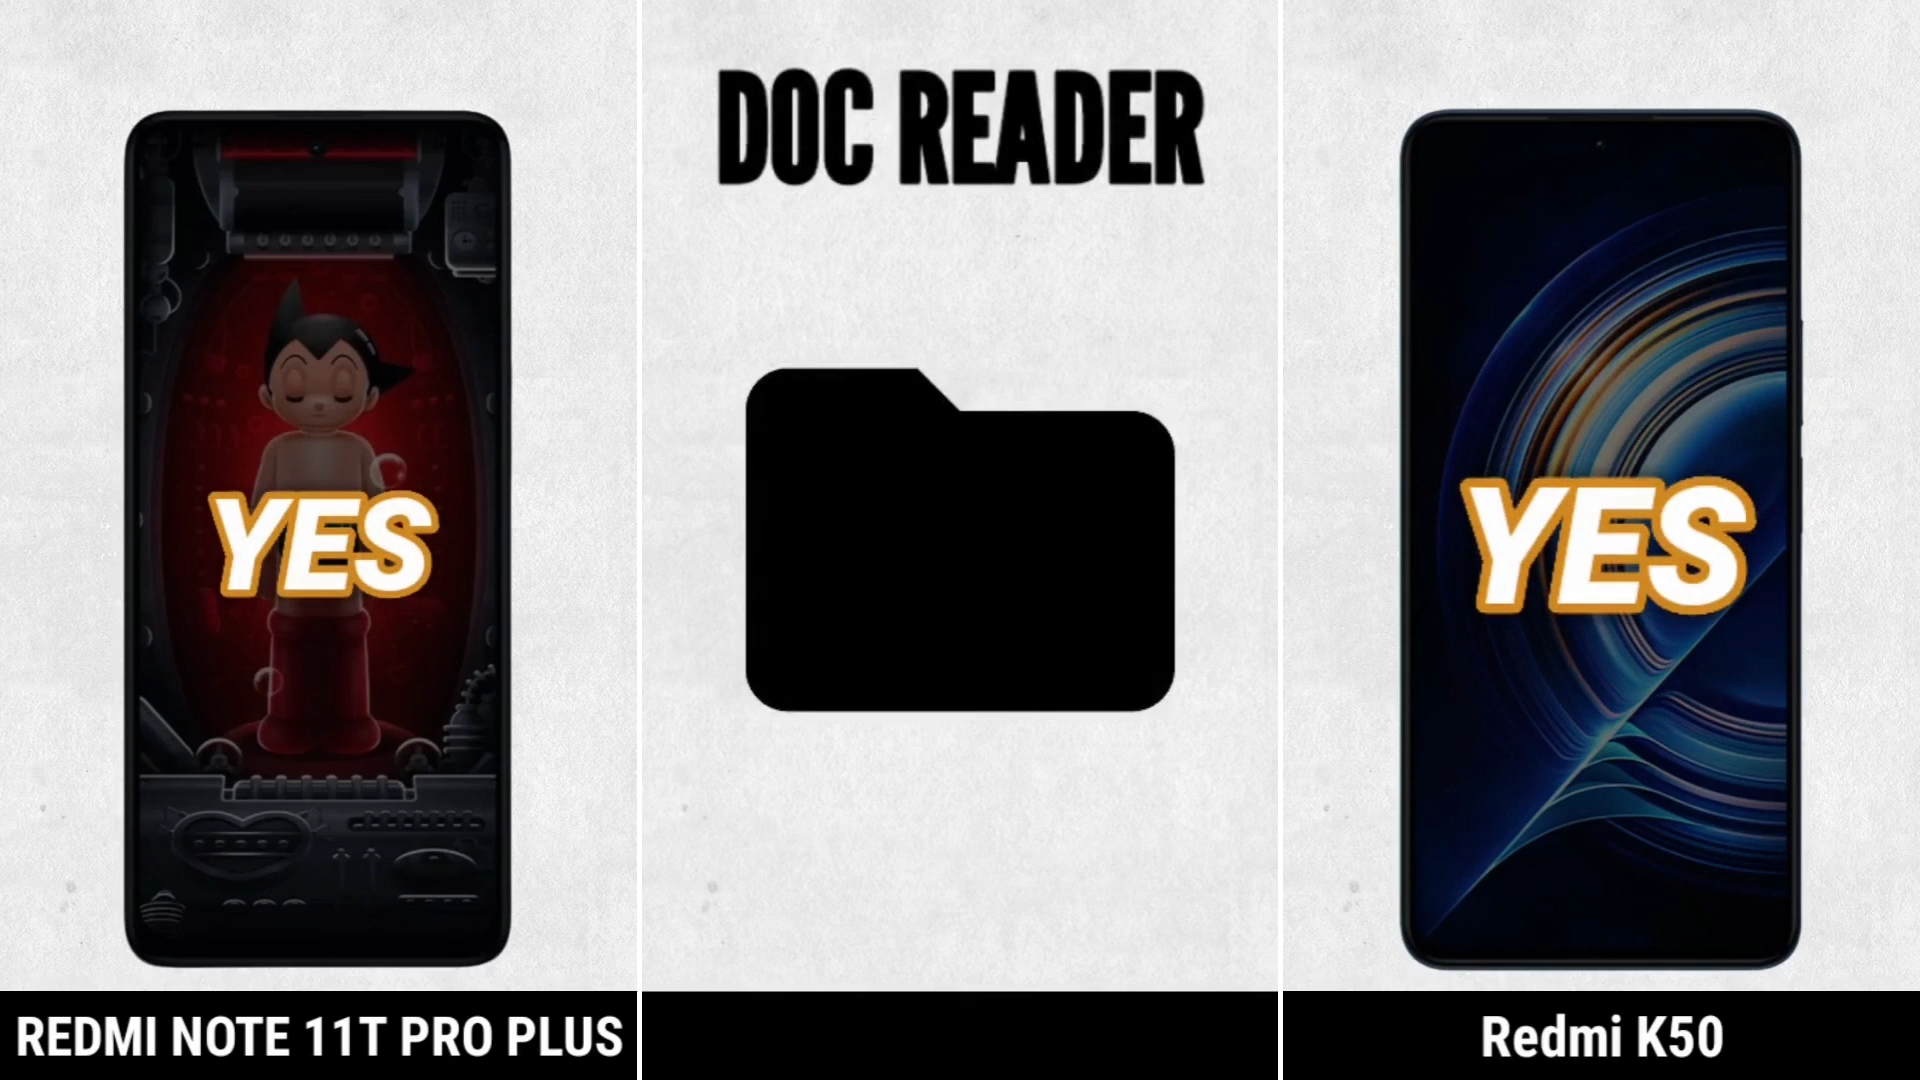 DOC READER
YES
YES
REDMI NOTE 11T PRO PLUS
Redmi K50